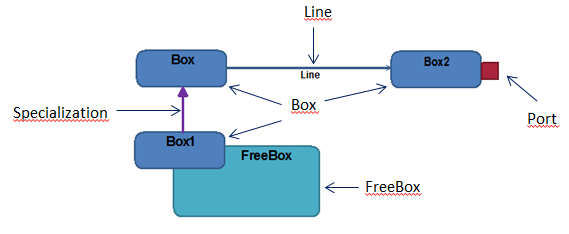 Line
Box
Box2
Line
Specialization
Box
Port
Box1
FreeBox
FreeBox